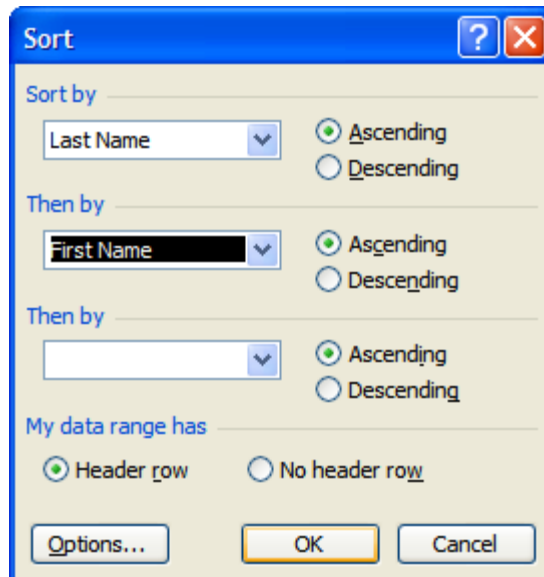 Sort
Sort by
Last Name
Ascending
Descending
Then by
First Name
Ascending
Descending
Then by
Ascending
Descending
My data range has
Header row No header row
Options... OK Cancel